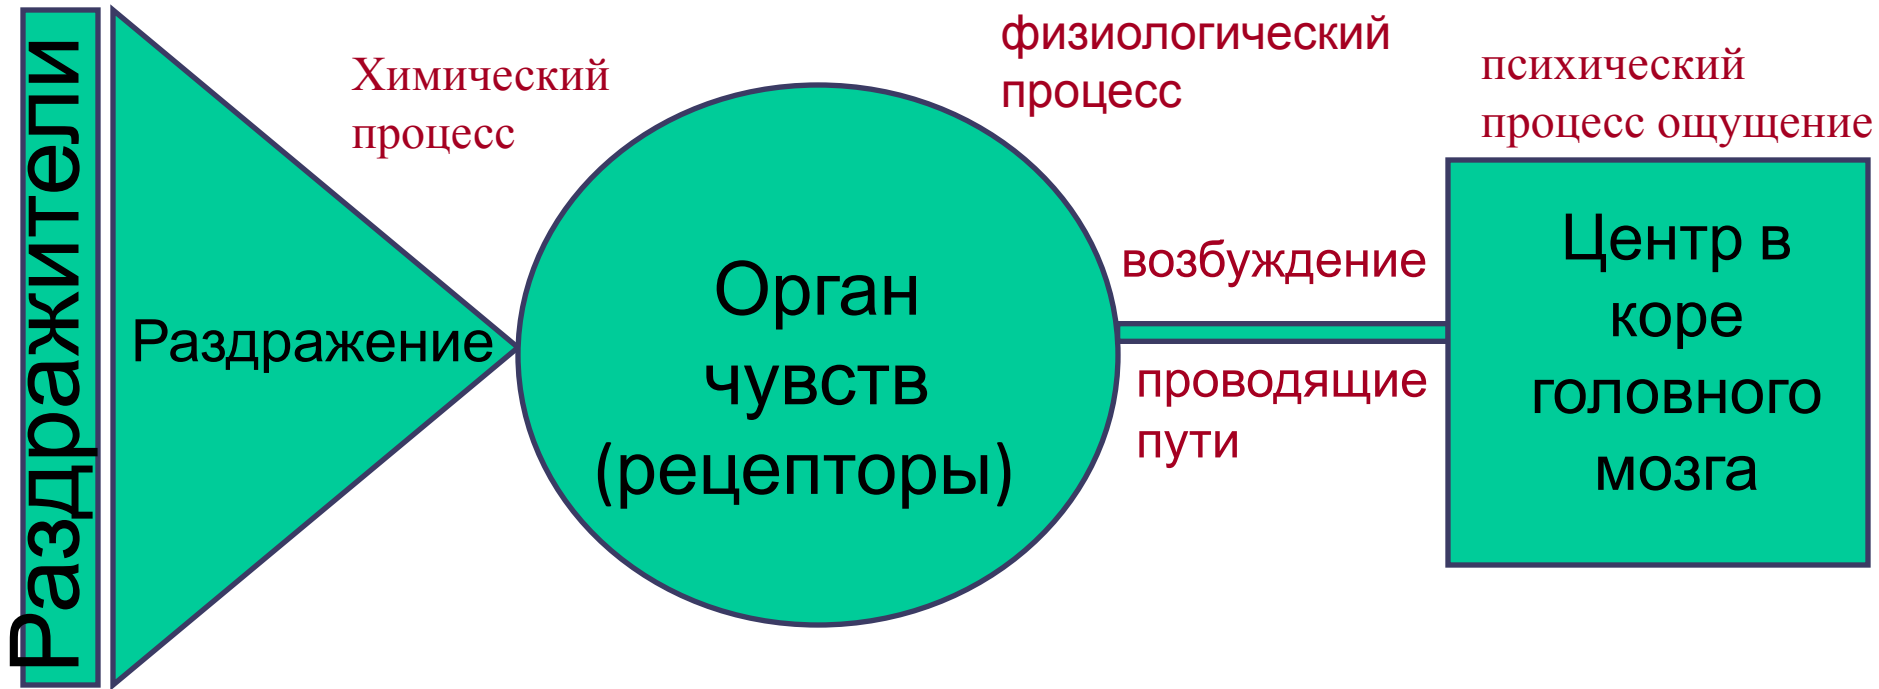 Раздражители
Раздражение
Химический
процесс
Орган
чувств
(рецепторы)
физиологический
процесс
возбуждение
проводящие
пути
психический
процесс ощущение
Центр в
коре
головного
мозга